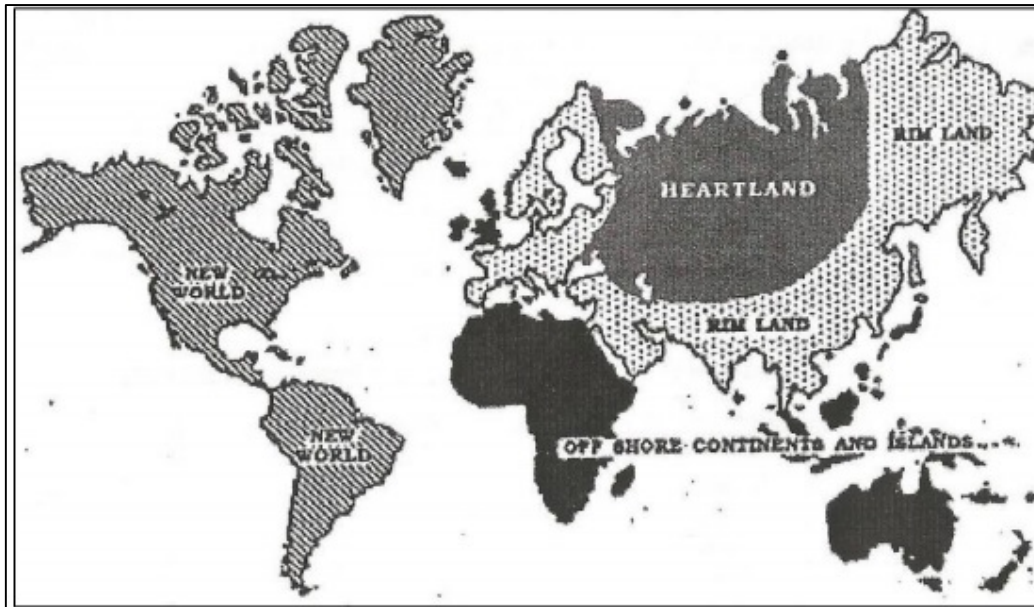 RIM LAND
HEARTLAND
NEW
WORLD
RIM LAND
NEW
WORLD
OFF SHORE CONTINENTS AND ISLANDS